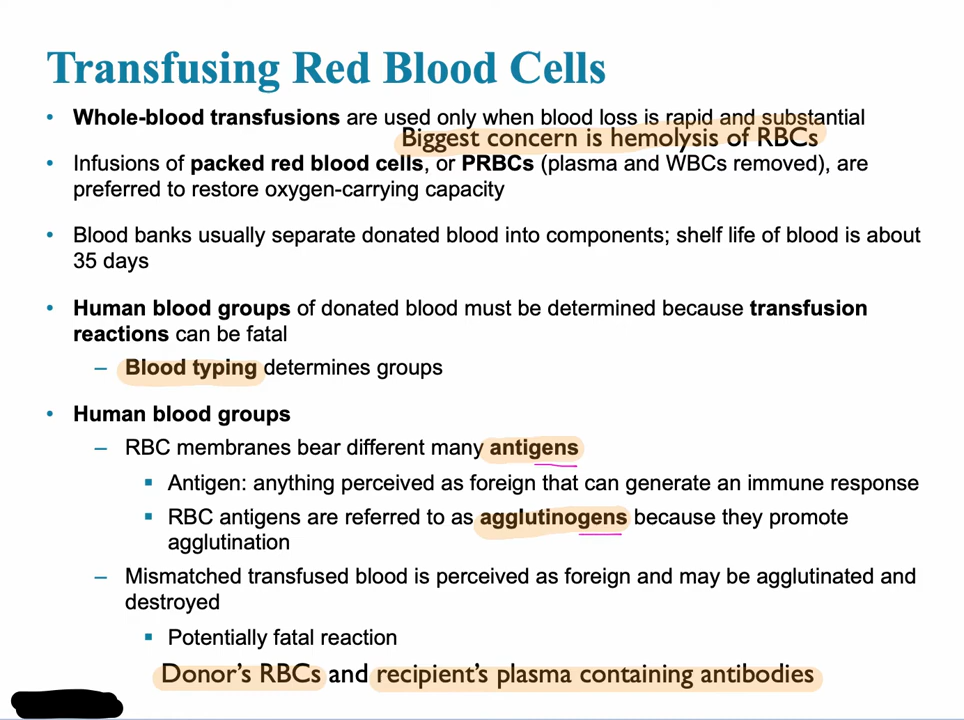 Transfusing Red Blood Cells
• Whole-blood transfusions are used only when blood loss is rapid and substantial
Biggest concern is hemolysis of RBCs
• Infusions of packed red blood cells, or PRBCs (plasma and WBCs removed), are
preferred to restore oxygen-carrying capacity
• Blood banks usually separate donated blood into components; shelf life of blood is about
35 days
• Human blood groups of donated blood must be determined because transfusion
reactions can be fatal
– Blood typing determines groups
• Human blood groups
– RBC membranes bear different many antigens
▪ Antigen: anything perceived as foreign that can generate an immune response
▪ RBC antigens are referred to as agglutinogens because they promote
agglutination
– Mismatched transfused blood is perceived as foreign and may be agglutinated and
destroyed
▪ Potentially fatal reaction
Donor's RBCs and recipient's plasma containing antibodies